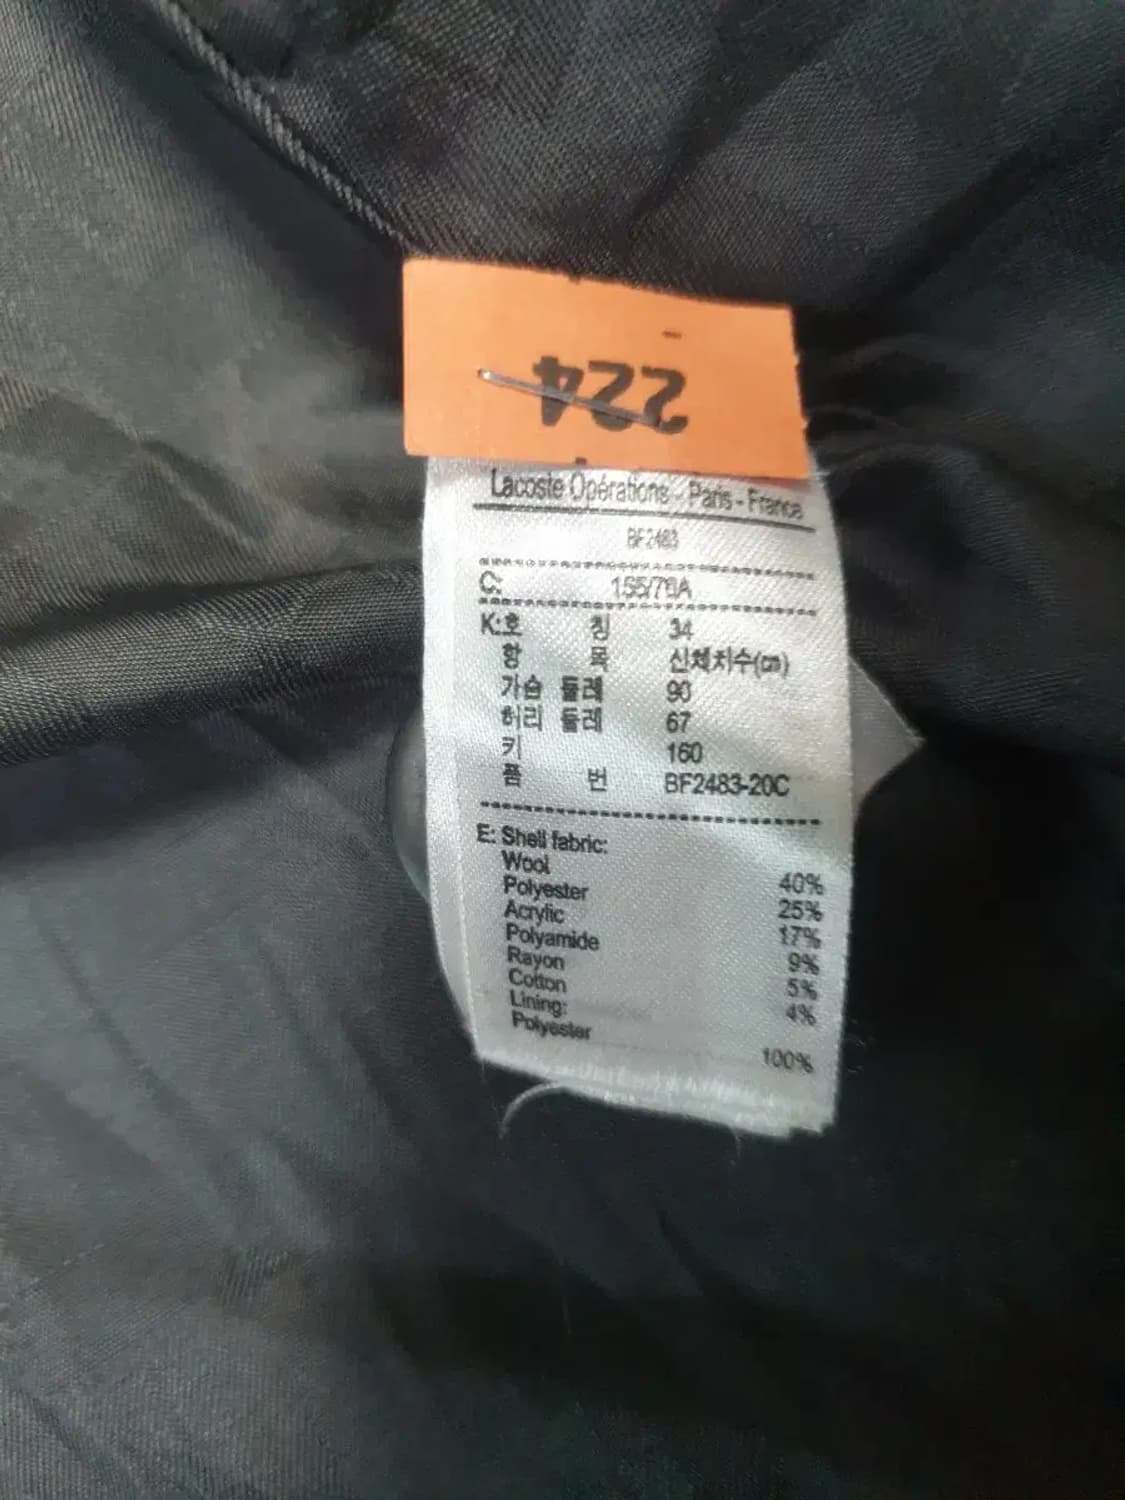 224
Lacoste Opérations - Paris - France
BF2483
C: 155/76A
K:호 칭 34
항 목 신체치수(㎝)
가슴 둘레 90
허리 둘레 67
키 160
품 번 BF2483-20C
E: Shell fabric:
Wool 40%
Polyester 25%
Acrylic 17%
Polyamide 9%
Rayon 5%
Cotton 4%
Lining:
Polyester 100%